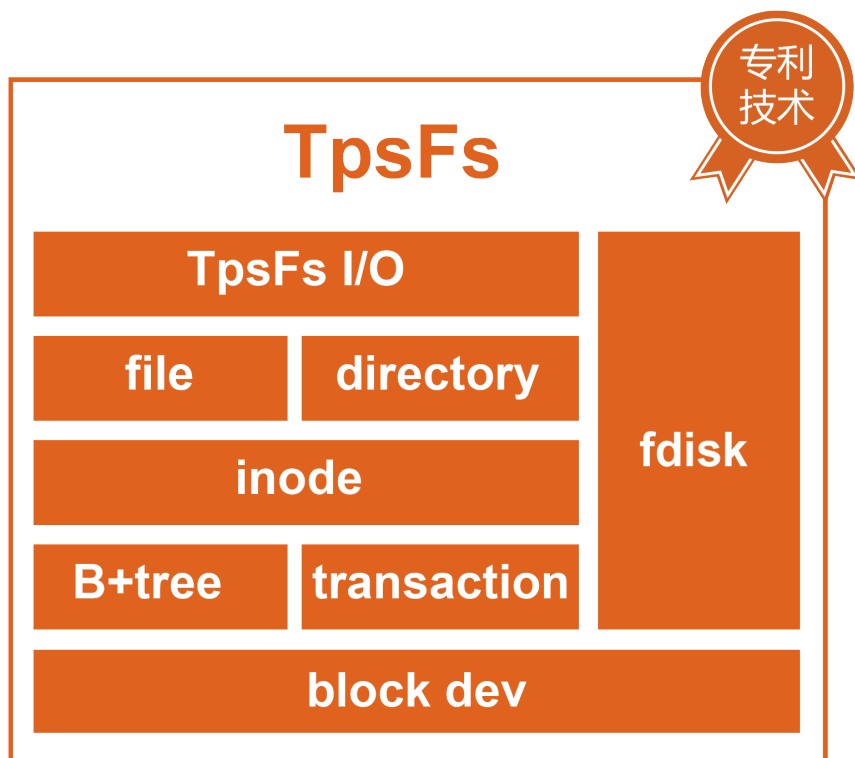 专利
技术
TpsFs
TpsFs I/O
file
directory
fdisk
inode
B+tree
transaction
block dev